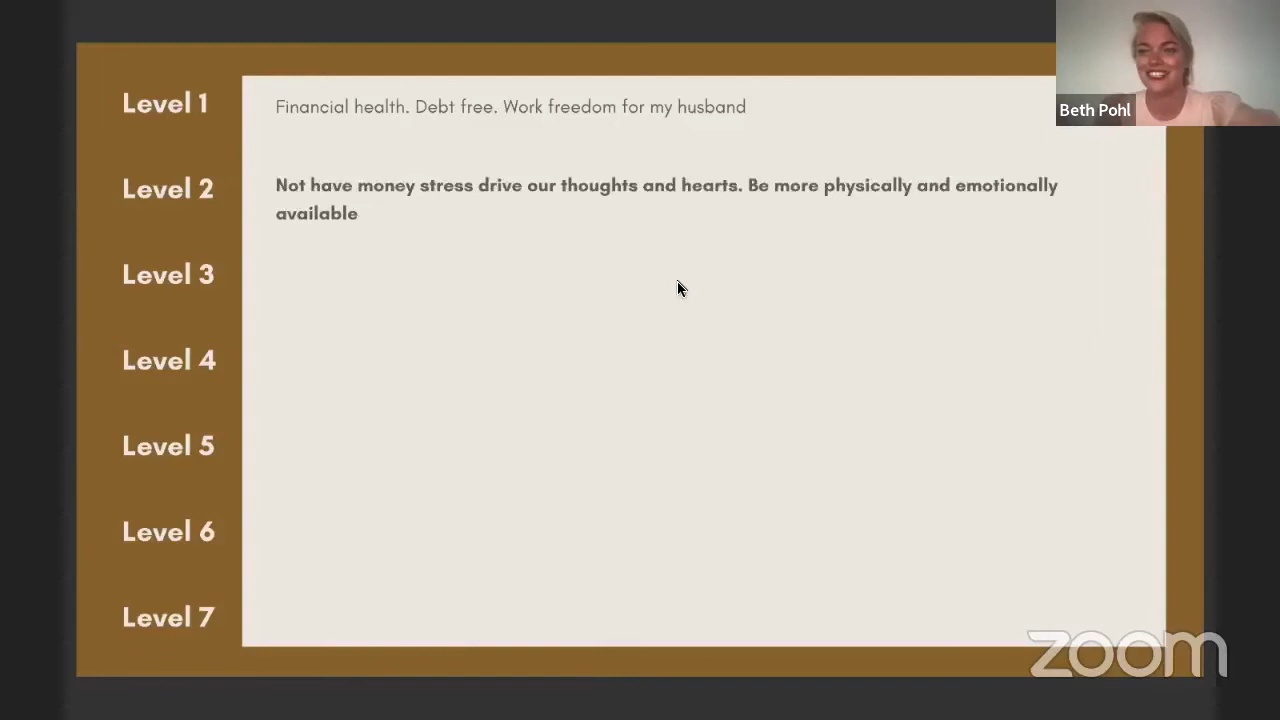 Level 1
Financial health. Debt free. Work freedom for my husband
Level 2
Not have money stress drive our thoughts and hearts. Be more physically and emotionally
available
Level 3
Level 4
Level 5
Level 6
Level 7
Beth Pohl
zoom